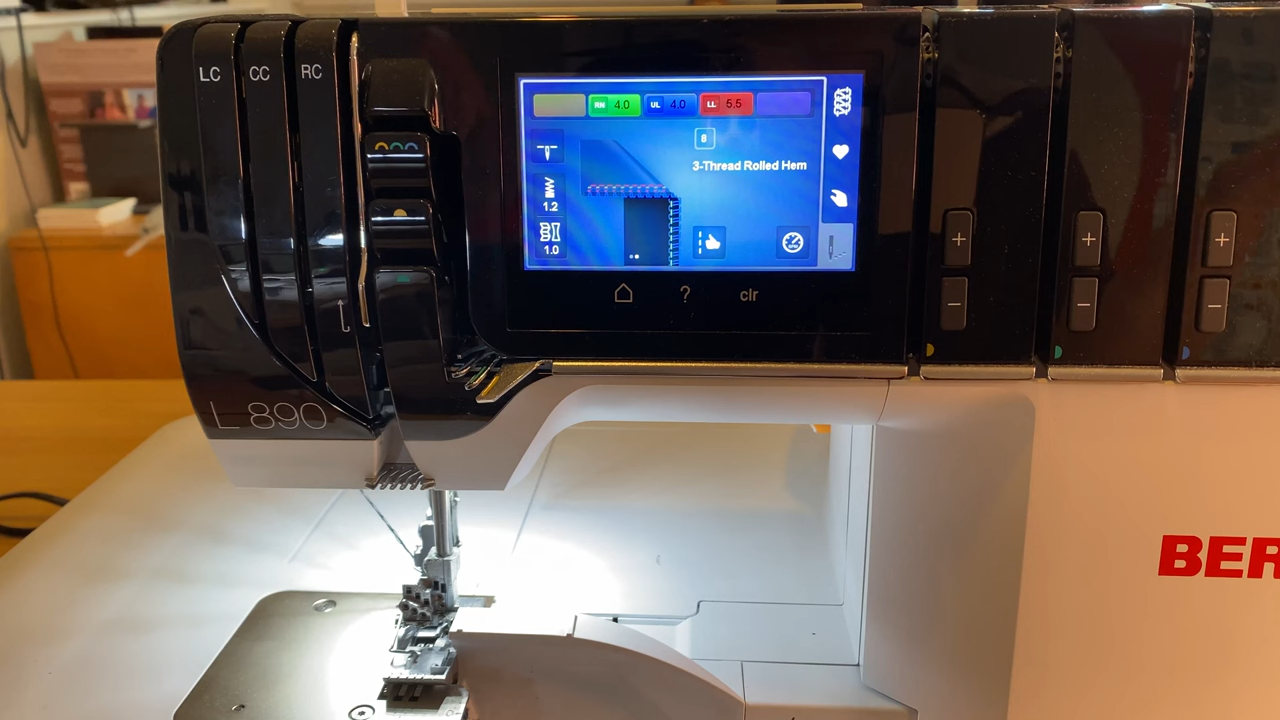 LC CC RC
RN 4.0 UL 4.0 LL 5.5
8
3-Thread Rolled Hem
1.2
1.0
? clr
L 890
BER